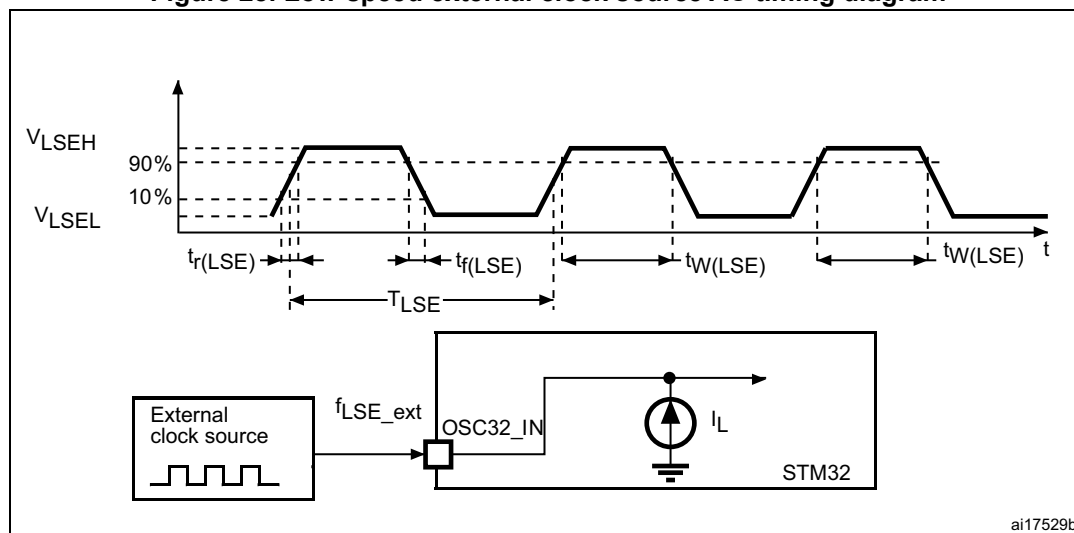 Figure Low-speed external clock source AC timing diagram
VLSEH
90%
10%
VLSEL
tr(LSE)
tf(LSE)
tW(LSE)
tW(LSE)
t
TLSE
External
clock source
fLSE_ext
OSC32_IN
IL
STM32
ai17529b